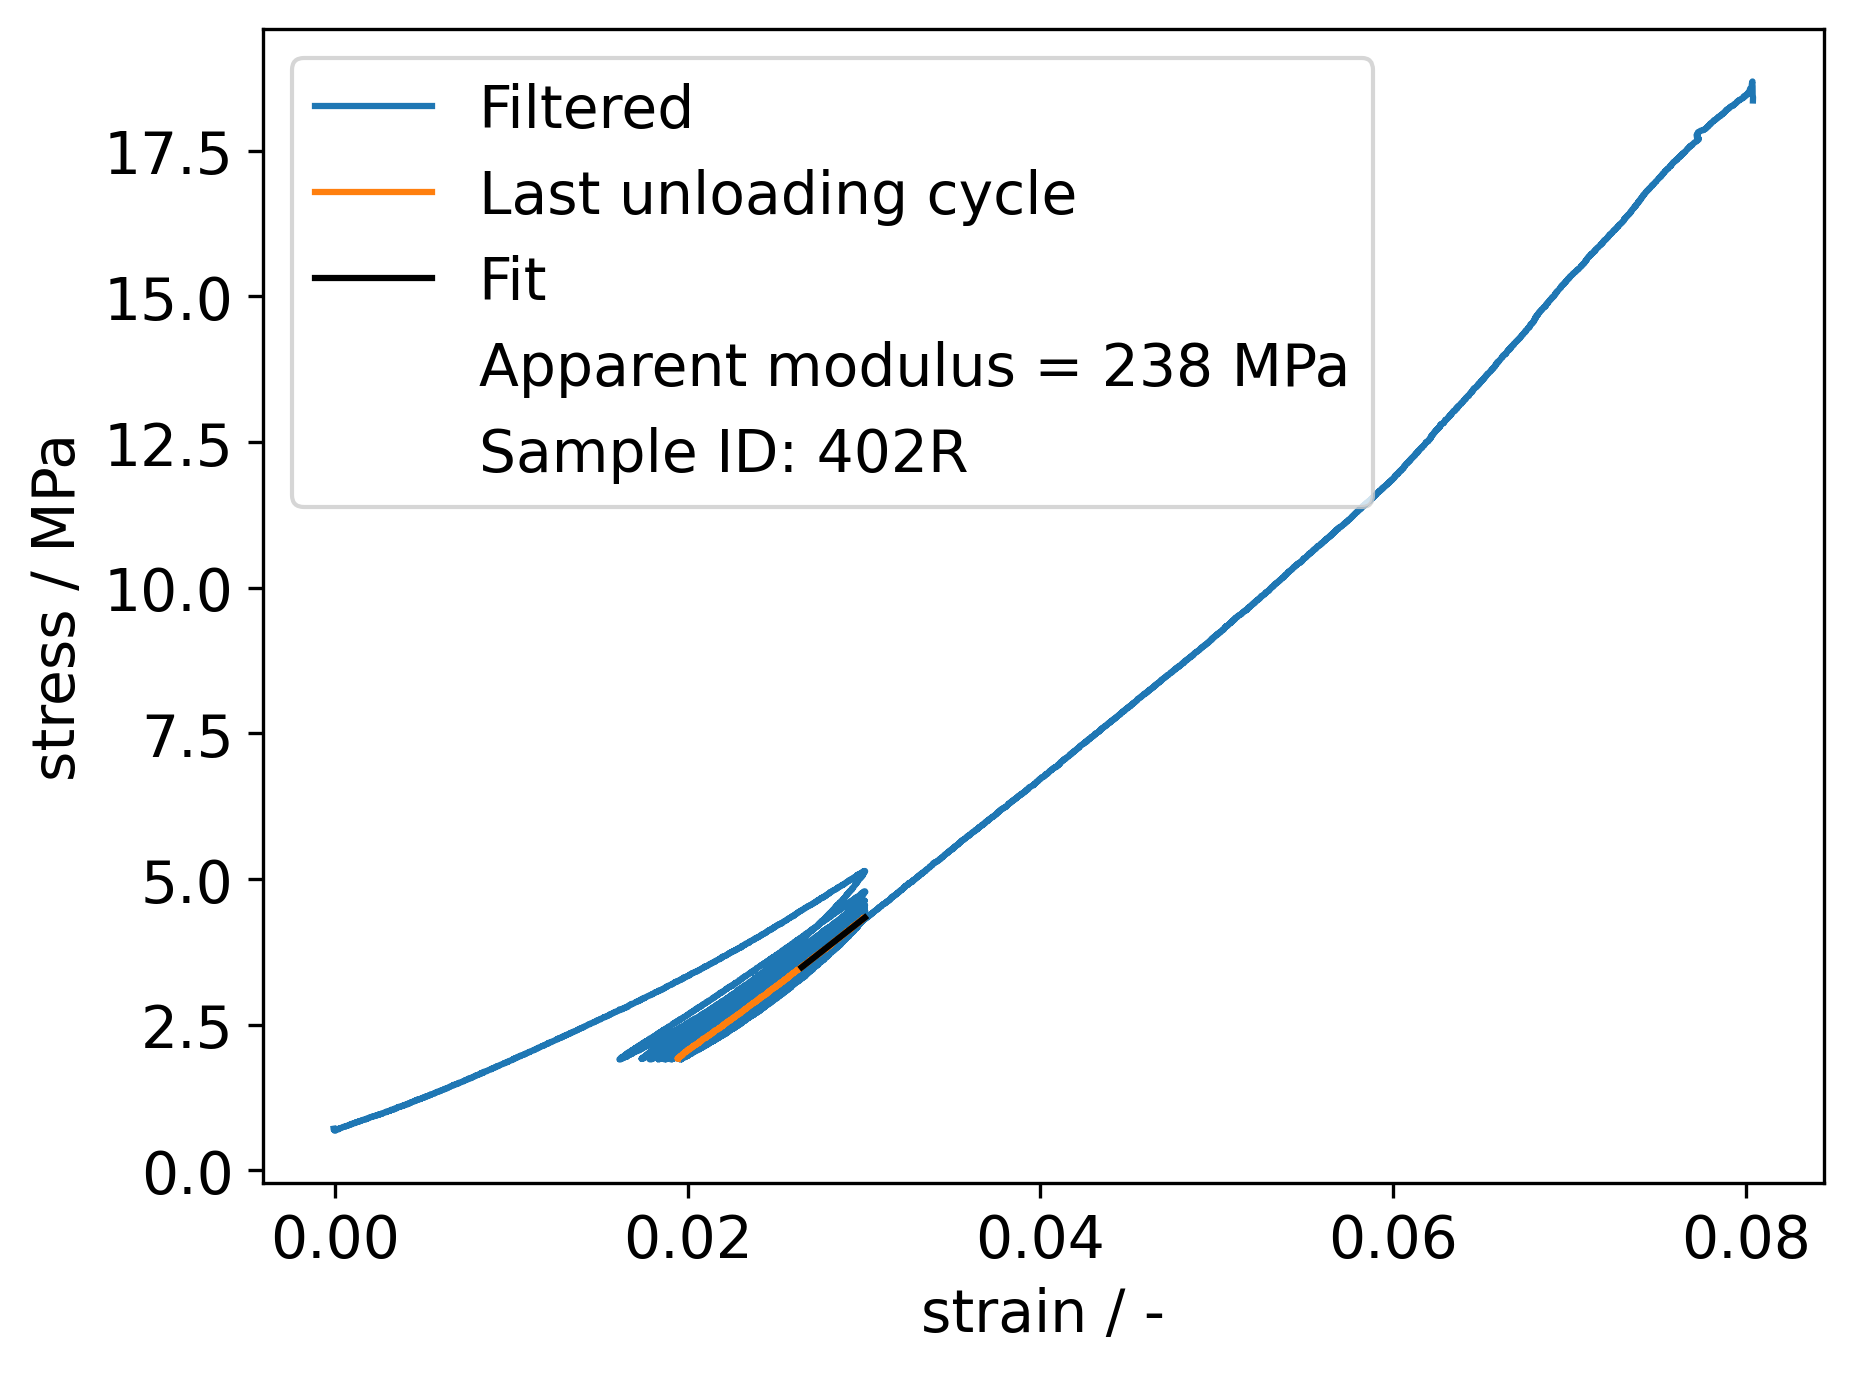 Filtered
Last unloading cycle
Fit
Apparent modulus = 238 MPa
Sample ID: 402R
17.5
15.0
12.5
10.0
7.5
5.0
2.5
0.0
stress / MPa
0.00 0.02 0.04 0.06 0.08
strain / -